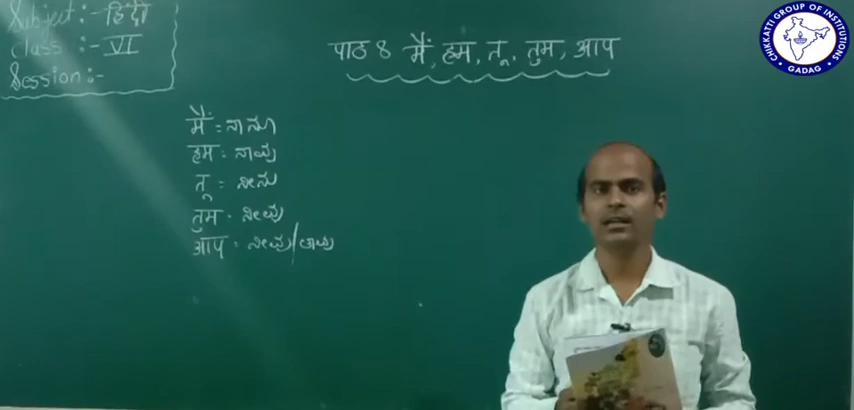 Subject:- हिंदी
Class :- VI
Session:-
पाठ 8 मैं, हम, तू, तुम, आप
मैं = ನಾನು
हम = ನಾವು
तू = ನೀನು
तुम = ನೀವು
आप = ನೀವು/ತಾವು
CHIKKATTI GROUP OF INSTITUTIONS
GADAG